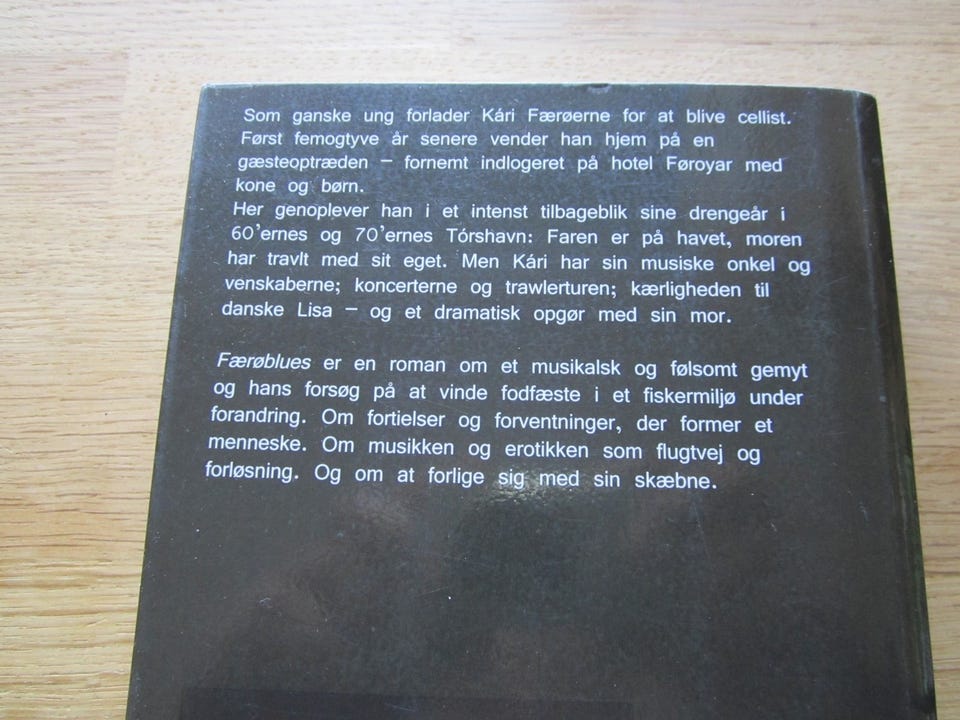 Som ganske ung forlader Kári Færøerne for at blive cellist.
Først femogtyve år senere vender han hjem på en
gæsteoptræden – fornemt indlogeret på hotel Føroyar med
kone og børn.
Her genoplever han i et intenst tilbageblik sine drengeår i
60'ernes og 70'ernes Tórshavn: Faren er på havet, moren
har travlt med sit eget. Men Kári har sin musiske onkel og
venskaberne; koncerterne og trawlerturen; kærligheden til
danske Lisa – og et dramatisk opgør med sin mor.
Færøblues er en roman om et musikalsk og følsomt gemyt
og hans forsøg på at vinde fodfæste i et fiskermiljø under
forandring. Om fortielser og forventninger, der former et
menneske. Om musikken og erotikken som flugtvej og
forløsning. Og om at forlige sig med sin skæbne.